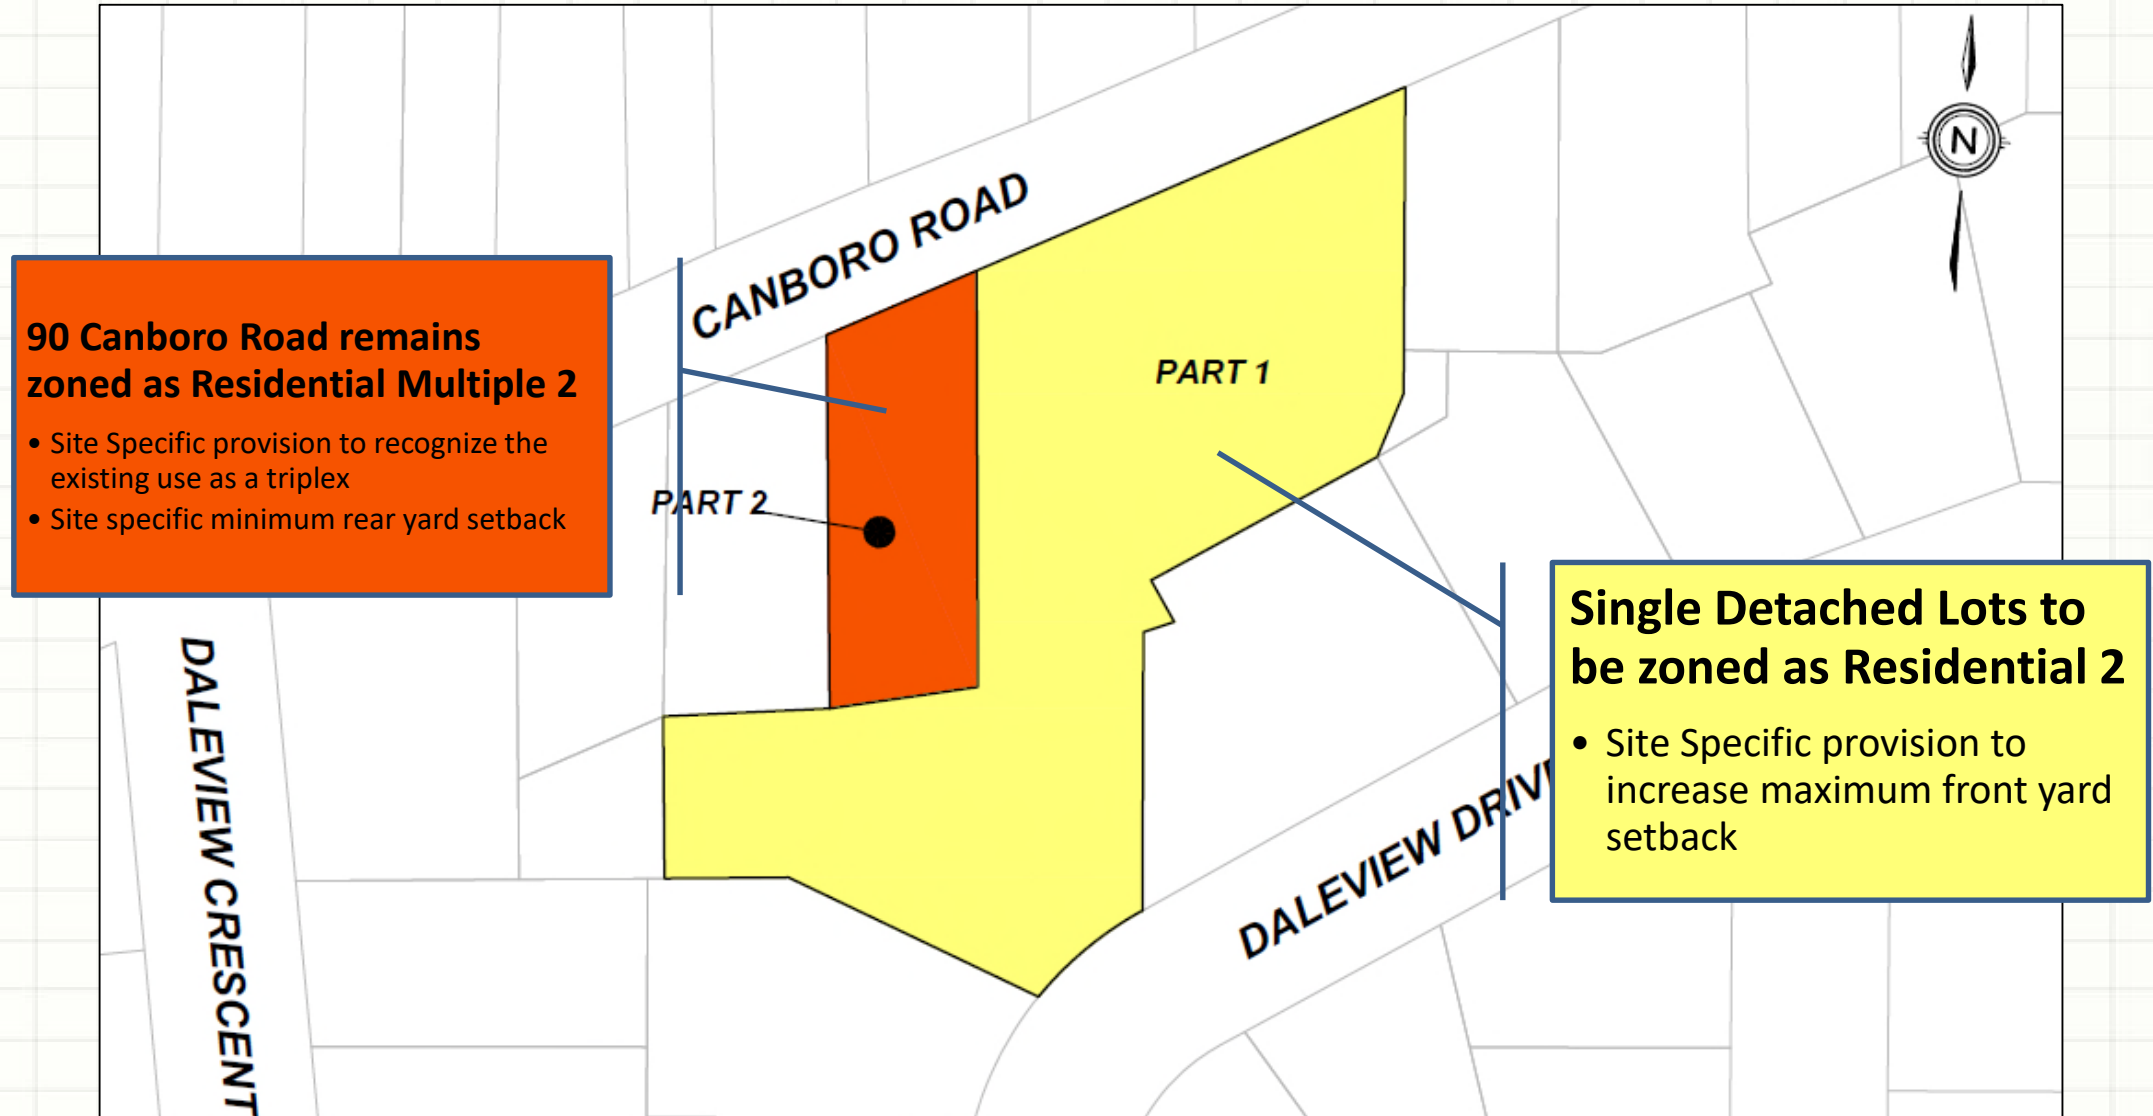 N
CANBORO ROAD
90 Canboro Road remains
zoned as Residential Multiple 2
• Site Specific provision to recognize the
existing use as a triplex
• Site specific minimum rear yard setback
PART 1
PART 2
Single Detached Lots to
be zoned as Residential 2
• Site Specific provision to
increase maximum front yard
setback
DALEVIEW CRESCENT
DALEVIEW DRIV